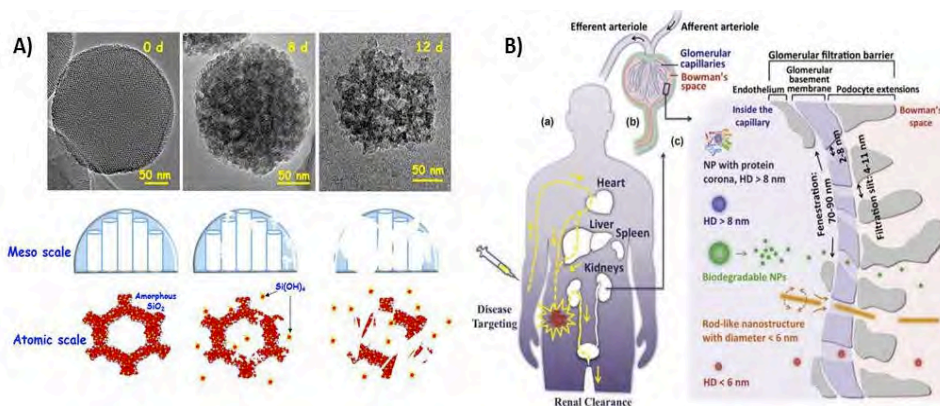 A)
0 d
8 d
12 d
50 nm
50 nm
50 nm
Meso scale
Amorphous
SiO2
Si(OH)4
Atomic scale
B)
Efferent arteriole
Afferent arteriole
Glomerular
capillaries
Bowman's
space
(a)
(b)
(c)
Heart
Liver
Spleen
Kidneys
Disease
Targeting
Renal Clearance
Glomerular filtration barrier
Glomerular
basement
membrane
Endothelium
Podocyte extensions
Inside the
capillary
Bowman's
space
NP with protein
corona, HD > 8 nm
HD > 8 nm
Biodegradable NPs
Rod-like nanostructure
with diameter < 6 nm
HD < 6 nm
Fenestration:
70-90 nm
2-8 nm
Filtration slit: 4-11 nm